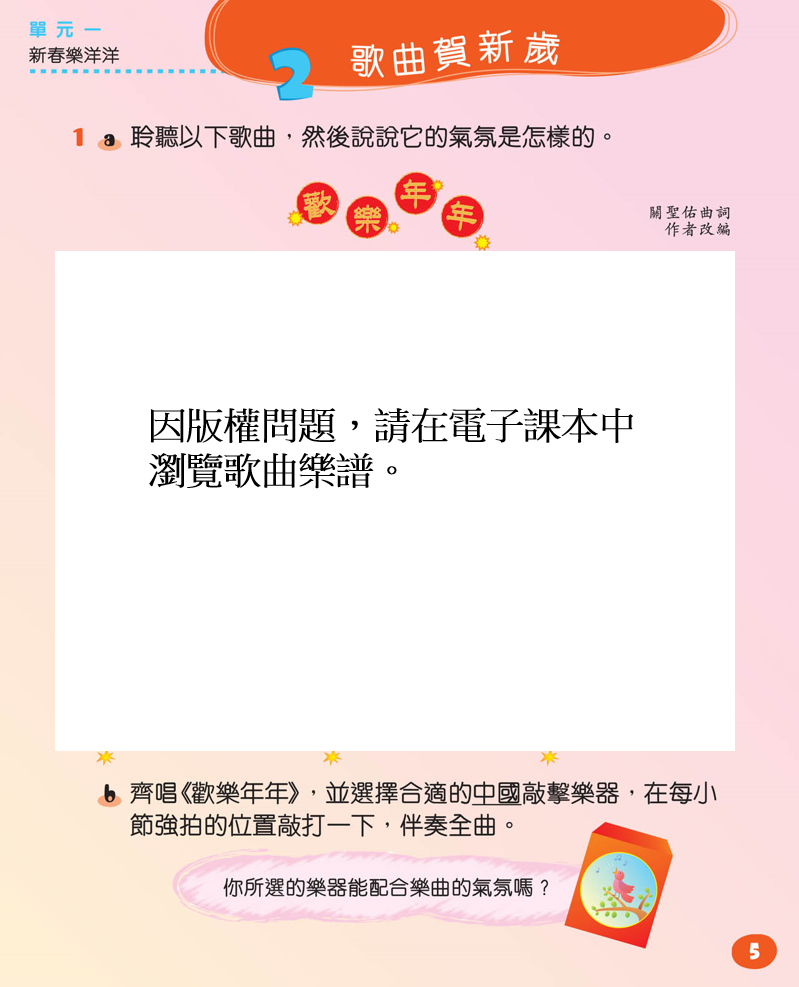 單元一
新春樂洋洋
2 歌曲賀新歲
1 a 聆聽以下歌曲，然後說說它的氣氛是怎樣的。
歡樂年年
關聖佑曲詞
作者改編
因版權問題，請在電子課本中
瀏覽歌曲樂譜。
b 齊唱《歡樂年年》，並選擇合適的中國敲擊樂器，在每小
節強拍的位置敲打一下，伴奏全曲。
你所選的樂器能配合樂曲的氣氛嗎？
5